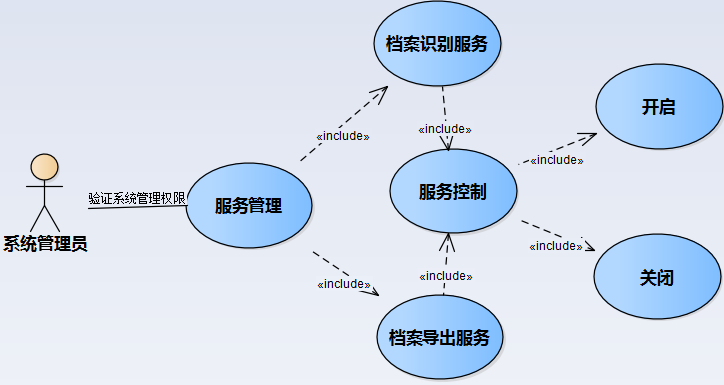 档案识别服务
«include»
«include»
开启
«include»
验证系统管理权限
服务管理
服务控制
系统管理员
«include»
«include»
«include»
关闭
档案导出服务